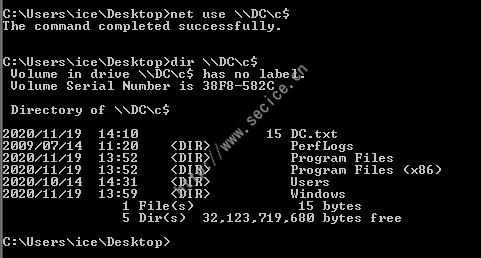 C:\Users\ice\Desktop>net use \\DC\c$
The command completed successfully.
C:\Users\ice\Desktop>dir \\DC\c$
 Volume in drive \\DC\c$ has no label.
 Volume Serial Number is 38F8-582C
 Directory of \\DC\c$
2020/11/19  14:10                15 DC.txt
2009/07/14  11:20    <DIR>          PerfLogs
2020/11/19  13:52    <DIR>          Program Files
2020/11/19  13:52    <DIR>          Program Files (x86)
2020/10/14  14:31    <DIR>          Users
2020/11/19  13:59    <DIR>          Windows
               1 File(s)             15 bytes
               5 Dir(s)  32,123,719,680 bytes free
C:\Users\ice\Desktop>
http://www.secice.cn